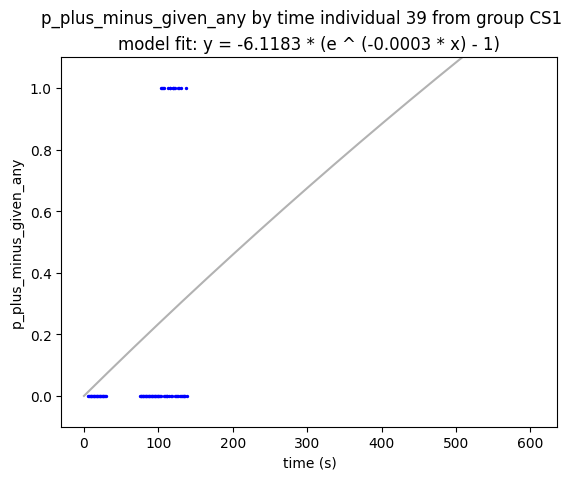 p_plus_minus_given_any by time individual 39 from group CS1
model fit: y = -6.1183 * (e ^ (-0.0003 * x) - 1)
p_plus_minus_given_any
1.0
0.8
0.6
0.4
0.2
0.0
0 100 200 300 400 500 600
time (s)